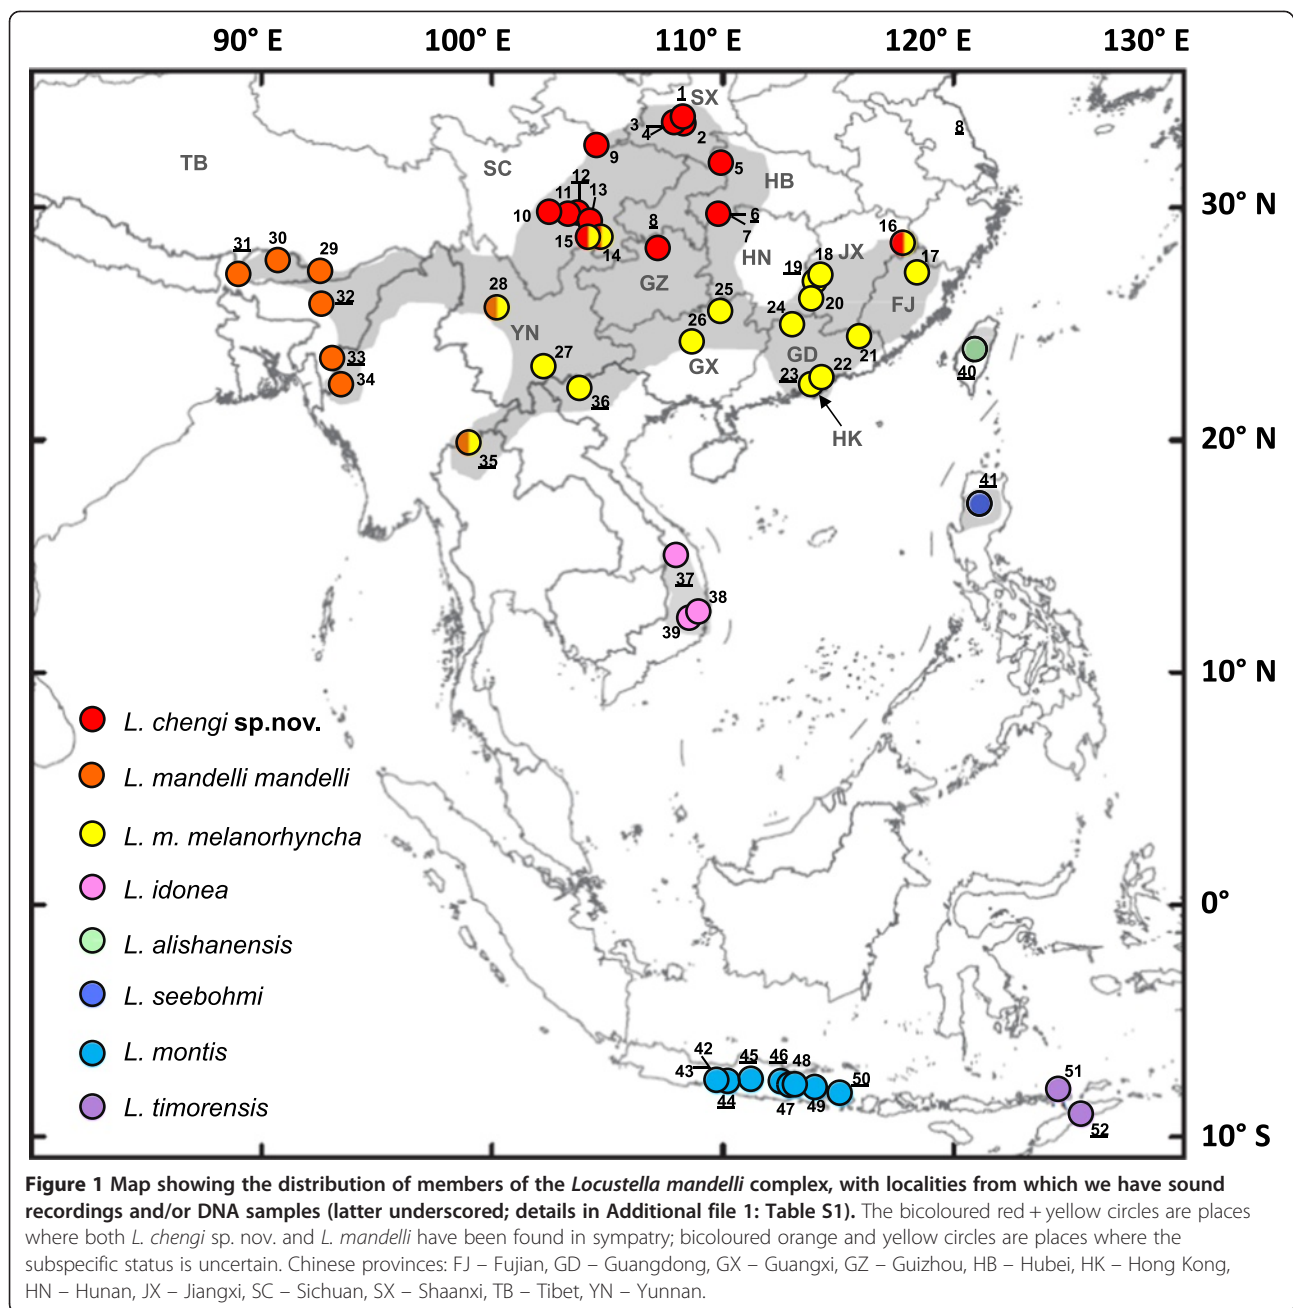 90° E 100° E 110° E 120° E 130° E
1 SX
3 4 2
8
TB SC 9 5 HB
12
11 13
10 6
7
30° N
15 14 8 HN 16
JX 17
31 30 29 GZ 18
19
28 25 20 FJ
32 24
YN 26
33 27 GX GD 21
34 22
23 40
36
HK
20° N
35
41
37
38
39
10° N
L. chengi sp.nov.
L. mandelli mandelli
L. m. melanorhyncha
L. idonea
0°
L. alishanensis
L. seebohmi
L. montis
42 45 46 48
43 50 51
44 47 49
L. timorensis
52
10° S
Figure 1 Map showing the distribution of members of the Locustella mandelli complex, with localities from which we have sound
recordings and/or DNA samples (latter underscored; details in Additional file 1: Table S1). The bicoloured red + yellow circles are places
where both L. chengi sp. nov. and L. mandelli have been found in sympatry; bicoloured orange and yellow circles are places where the
subspecific status is uncertain. Chinese provinces: FJ – Fujian, GD – Guangdong, GX – Guangxi, GZ – Guizhou, HB – Hubei, HK – Hong Kong,
HN – Hunan, JX – Jiangxi, SC – Sichuan, SX – Shaanxi, TB – Tibet, YN – Yunnan.